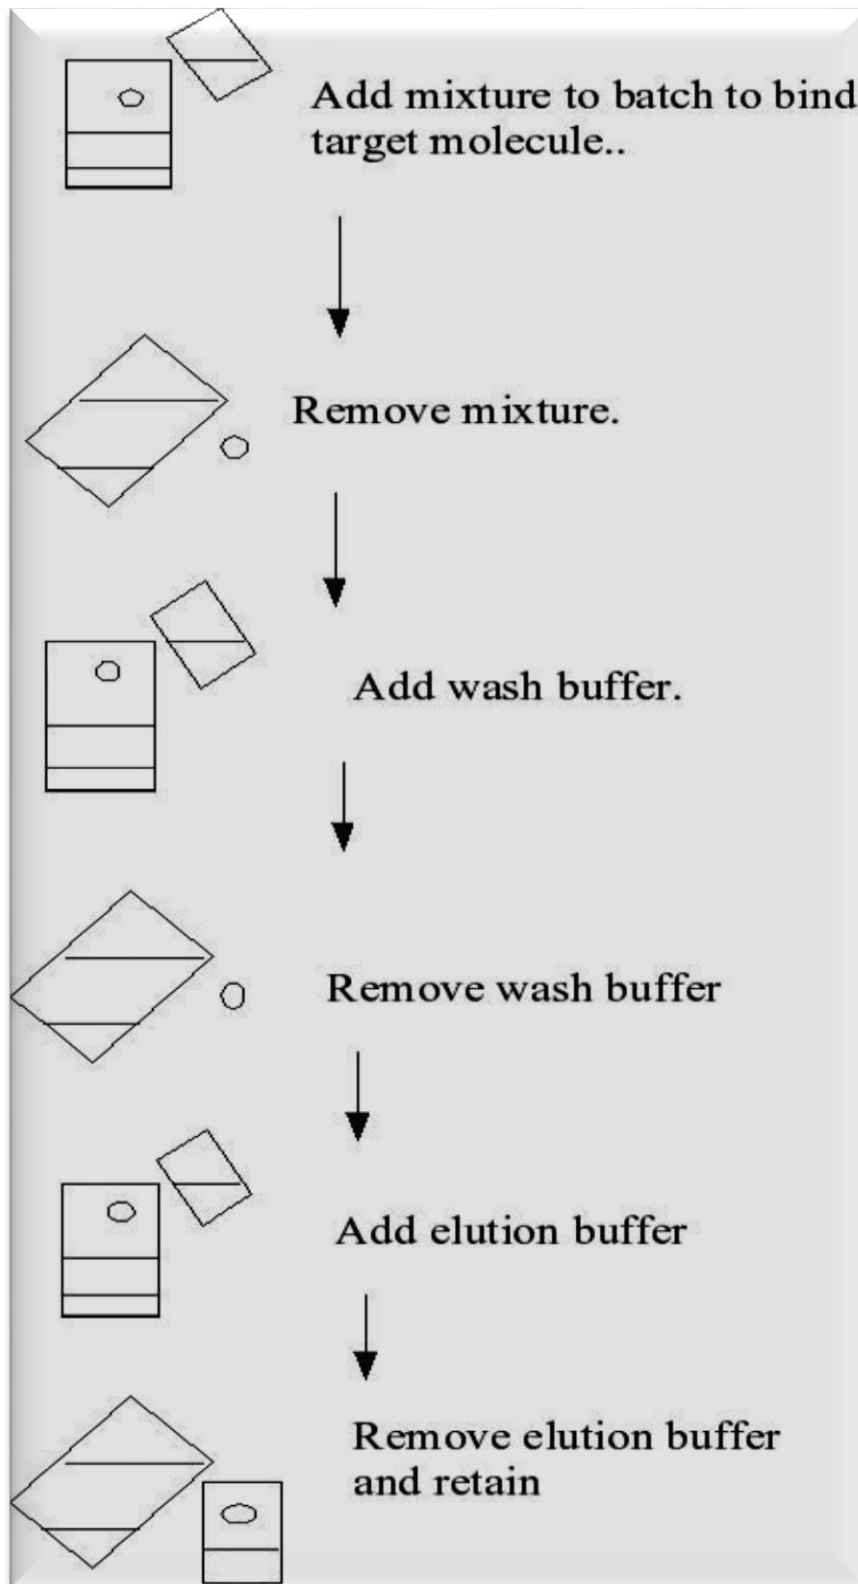 Add mixture to batch to bind
target molecule..
Remove mixture.
Add wash buffer.
Remove wash buffer
Add elution buffer
Remove elution buffer
and retain